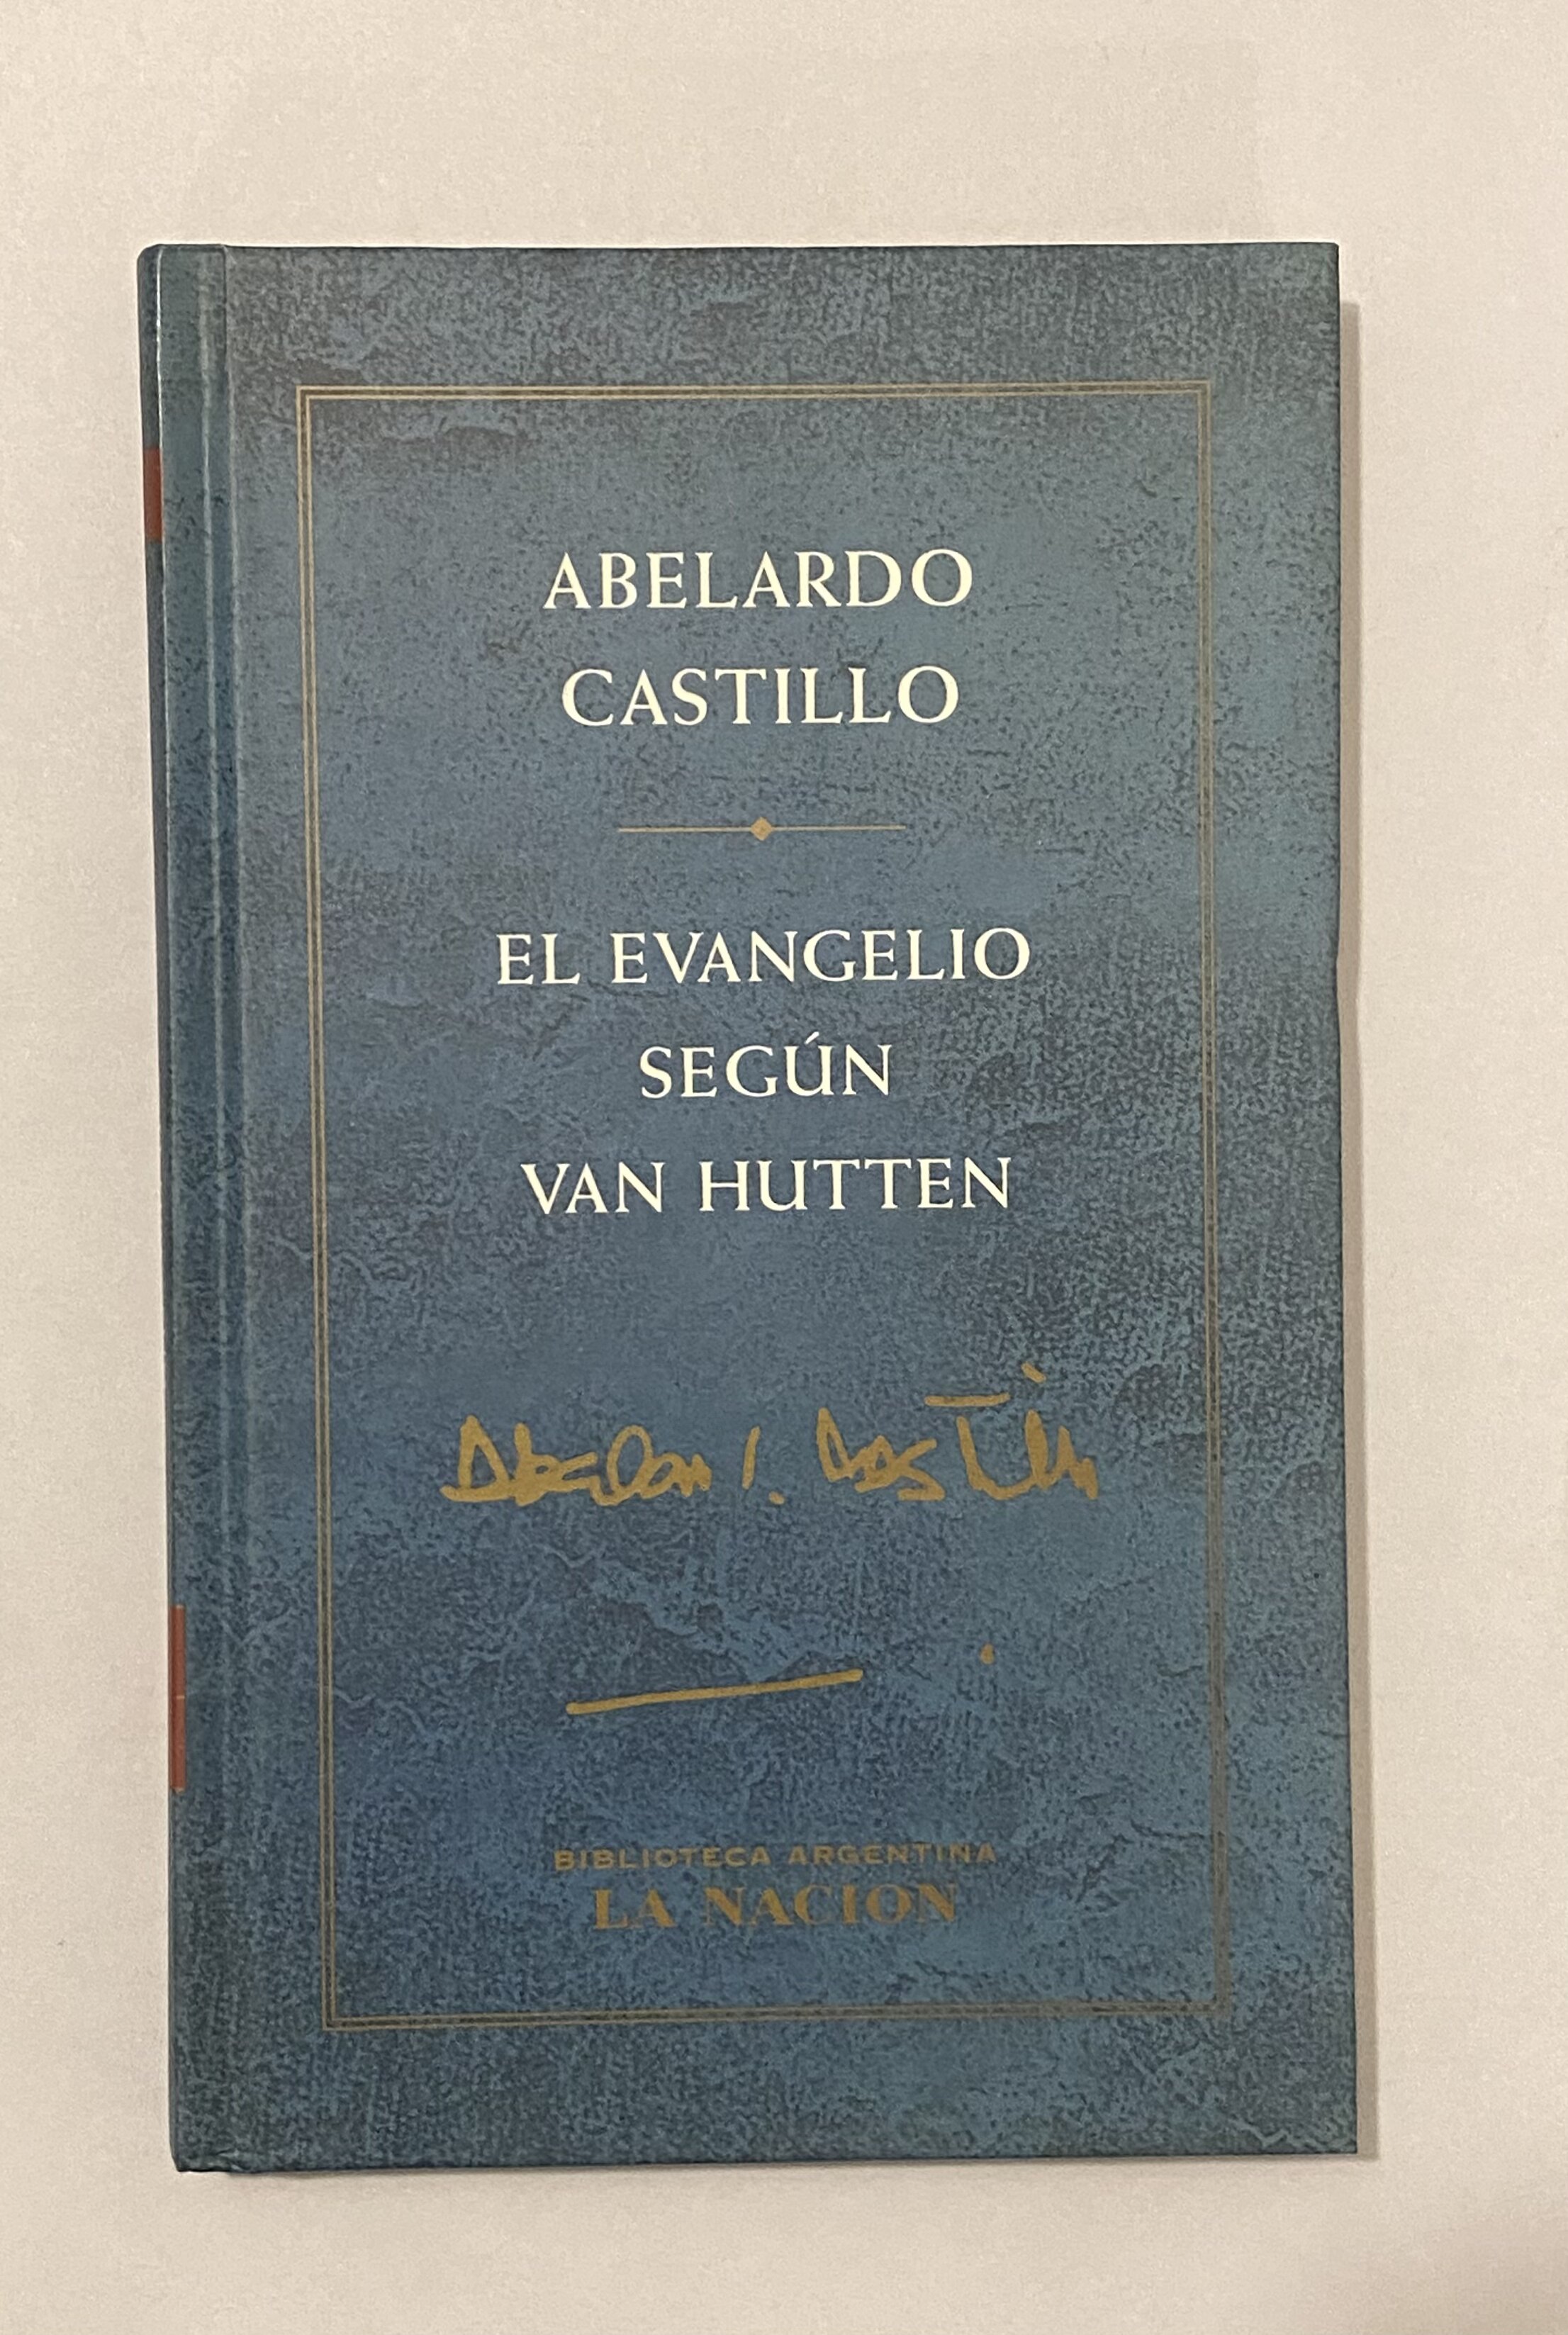 ABELARDO
CASTILLO
EL EVANGELIO
SEGÚN
VAN HUTTEN
BIBLIOTECA ARGENTINA
LA NACION